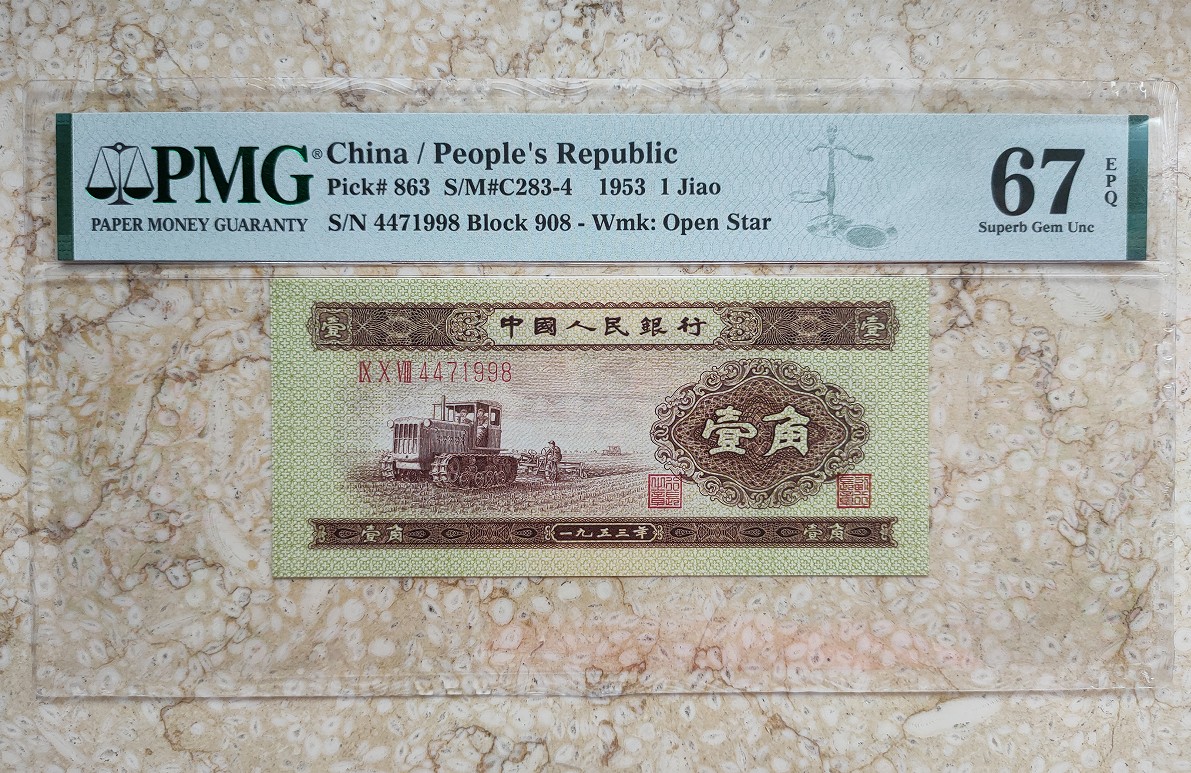 PMG® China / People's Republic
Pick# 863 S/M#C283-4 1953 1 Jiao
PAPER MONEY GUARANTY
S/N 4471998 Block 908 - Wmk: Open Star
67
EPQ
Superb Gem Unc
壹 中國人民銀行 壹
ⅨⅩⅧ 4471998
壹角
壹角 一九五三年 壹角